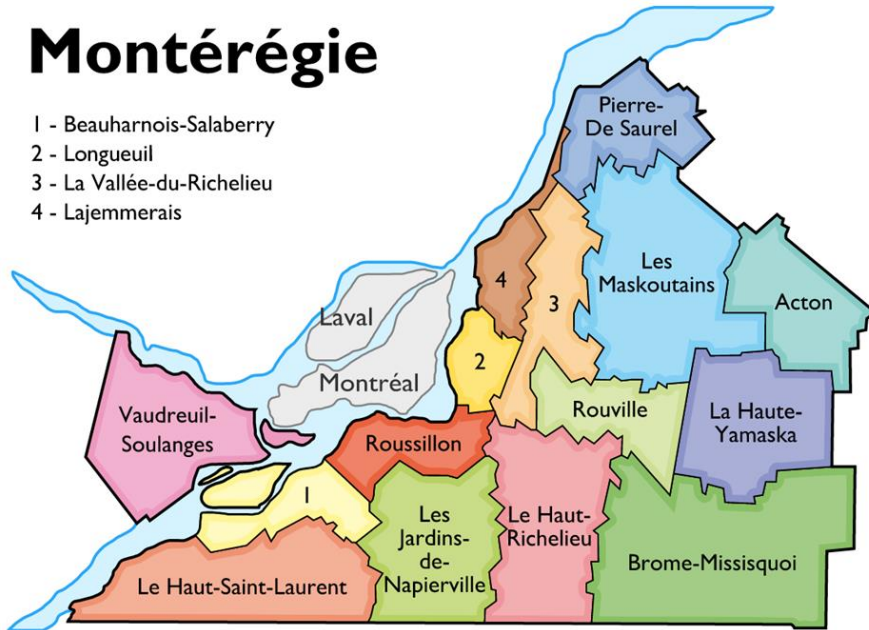 Montérégie
1 - Beauharnois-Salaberry
2 - Longueuil
3 - La Vallée-du-Richelieu
4 - Lajemmerais
Pierre-
De Saurel
Les
Maskoutains
Acton
4
3
Laval
2
Montréal
Vaudreuil-
Soulanges
Roussillon
Rouville
La Haute-
Yamaska
1
Les
Jardins-
de-
Napierville
Le Haut-
Richelieu
Brome-Missisquoi
Le Haut-Saint-Laurent